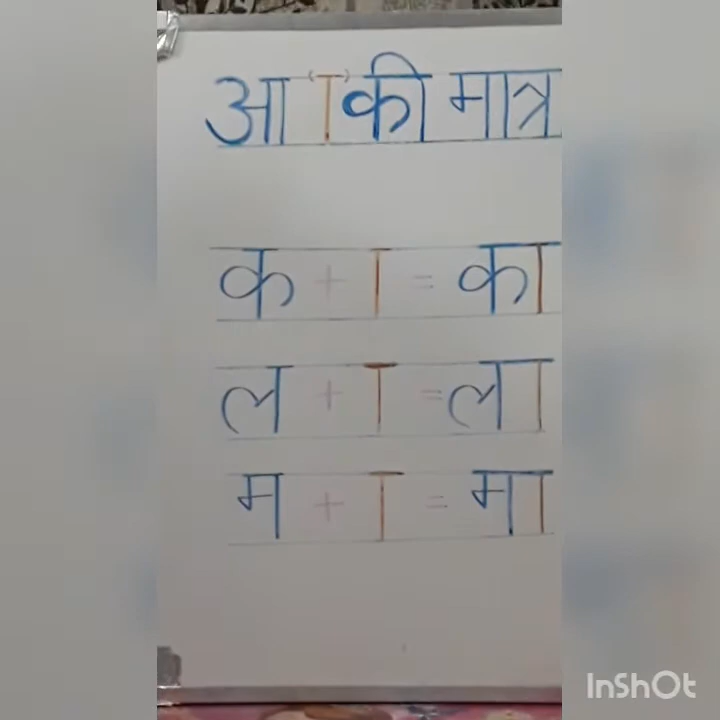 आ (ा) की मात्र
क + ा = का
ल + ा = ला
म + ा = मा
InShOt